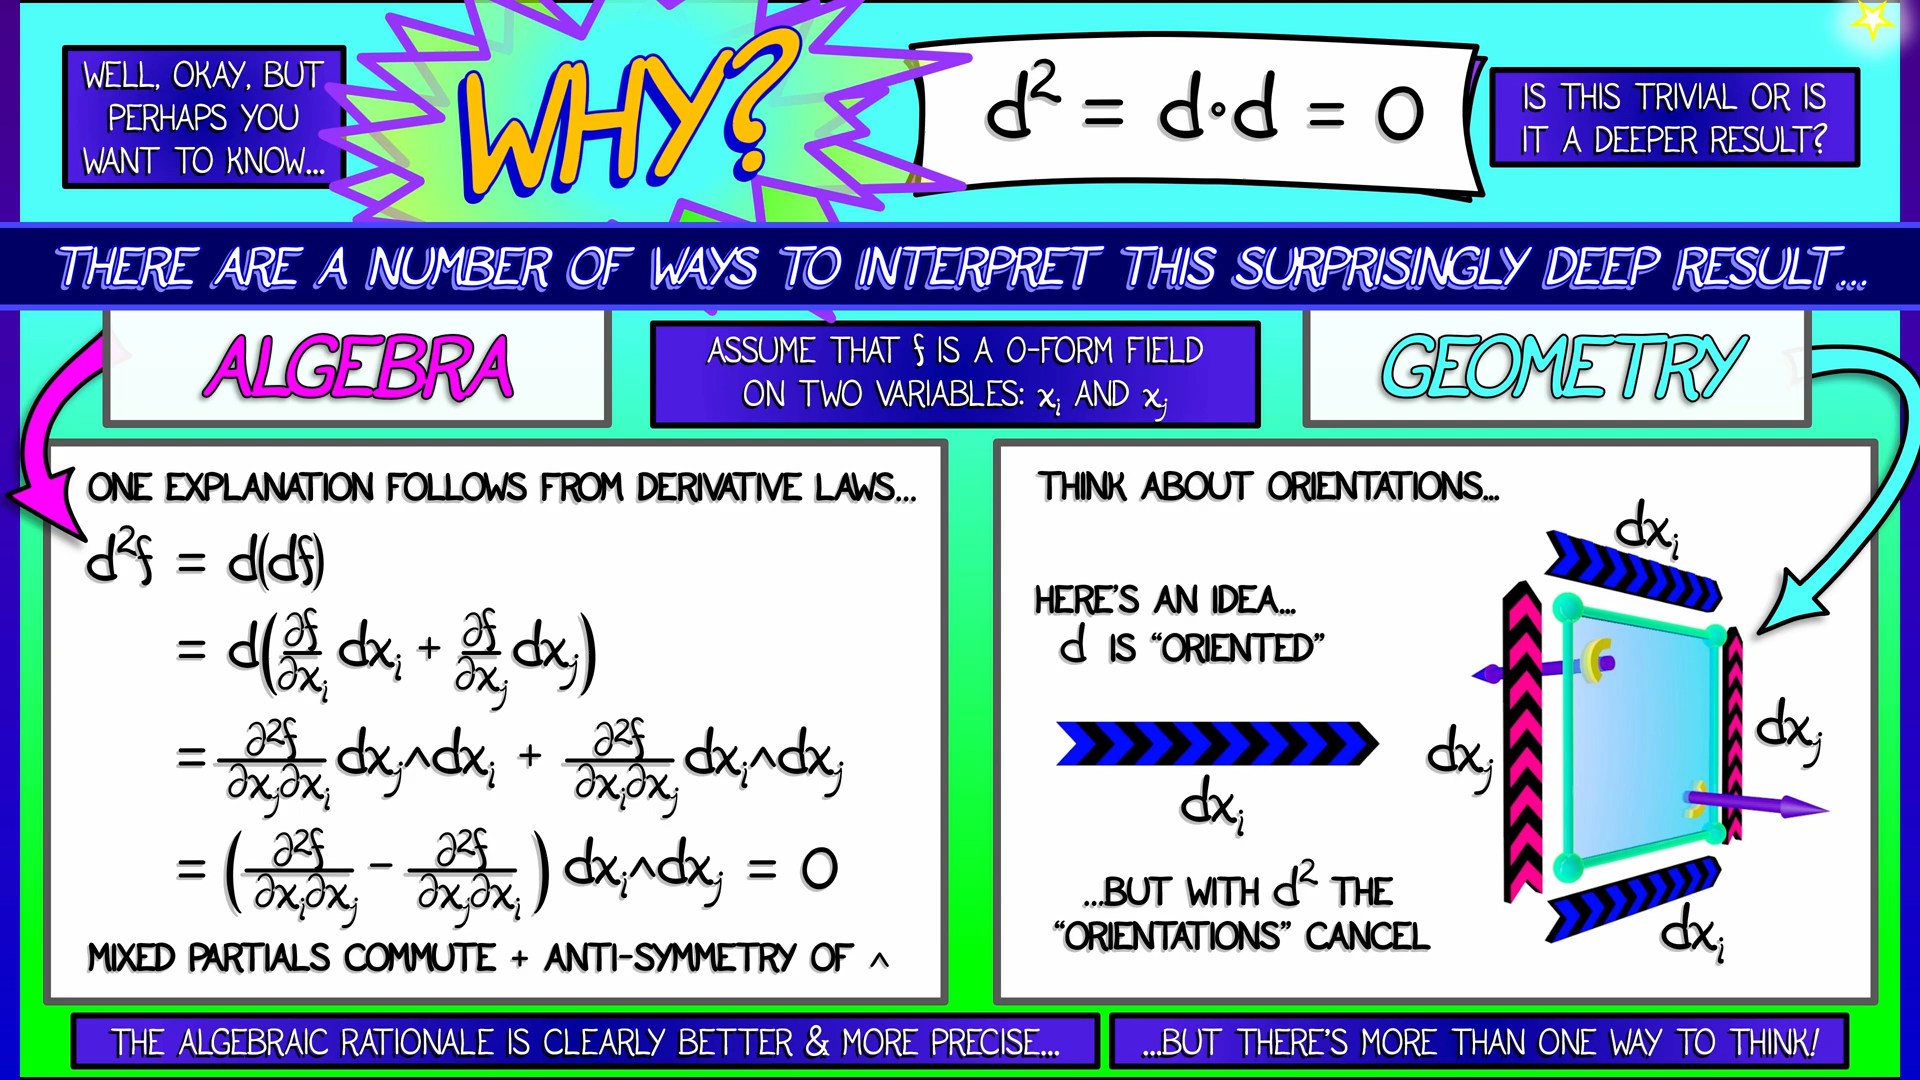 WELL, OKAY, BUT
PERHAPS YOU
WANT TO KNOW...
WHY?
d² = d∘d = 0
IS THIS TRIVIAL OR IS
IT A DEEPER RESULT?
THERE ARE A NUMBER OF WAYS TO INTERPRET THIS SURPRISINGLY DEEP RESULT...
ALGEBRA
ASSUME THAT f IS A 0-FORM FIELD
ON TWO VARIABLES: xᵢ AND xⱼ
GEOMETRY
ONE EXPLANATION FOLLOWS FROM DERIVATIVE LAWS...
d²f = d(df)
= d(∂f/∂xᵢ dxᵢ + ∂f/∂xⱼ dxⱼ)
= ∂²f/∂xⱼ∂xᵢ dxⱼ∧dxᵢ + ∂²f/∂xᵢ∂xⱼ dxᵢ∧dxⱼ
= (∂²f/∂xᵢ∂xⱼ - ∂²f/∂xⱼ∂xᵢ) dxᵢ∧dxⱼ = 0
MIXED PARTIALS COMMUTE + ANTI-SYMMETRY OF ∧
THINK ABOUT ORIENTATIONS...
HERE'S AN IDEA...
d IS "ORIENTED"
dxᵢ
...BUT WITH d² THE
"ORIENTATIONS" CANCEL
dxᵢ
dxⱼ
dxⱼ
dxᵢ
THE ALGEBRAIC RATIONALE IS CLEARLY BETTER & MORE PRECISE...
...BUT THERE'S MORE THAN ONE WAY TO THINK!